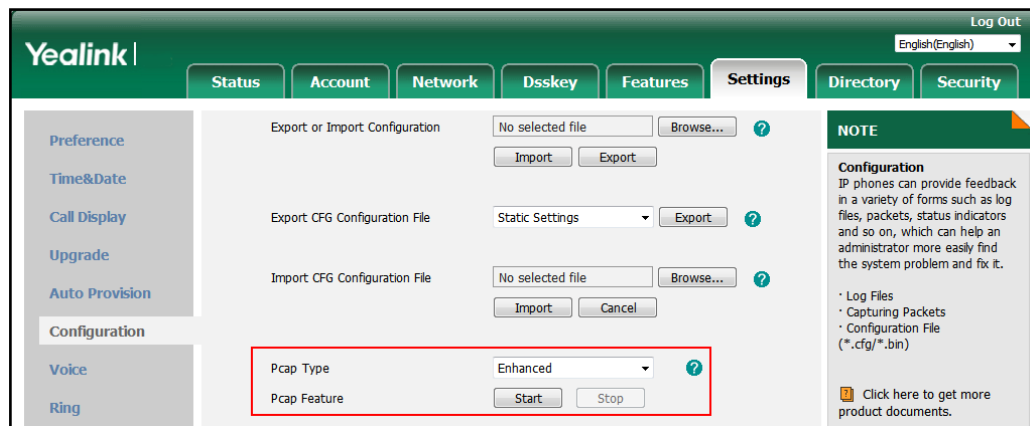 Log Out
Yealink
English(English)
Status Account Network Dsskey Features Settings Directory Security
Preference
Time&Date
Call Display
Upgrade
Auto Provision
Configuration
Voice
Ring
Export or Import Configuration No selected file Browse... ?
Import Export
Export CFG Configuration File Static Settings Export ?
Import CFG Configuration File No selected file Browse... ?
Import Cancel
Pcap Type Enhanced ?
Pcap Feature Start Stop
NOTE
Configuration
IP phones can provide feedback
in a variety of forms such as log
files, packets, status indicators
and so on, which can help an
administrator more easily find
the system problem and fix it.
· Log Files
· Capturing Packets
· Configuration File
(*.cfg/*.bin)
? Click here to get more
product documents.